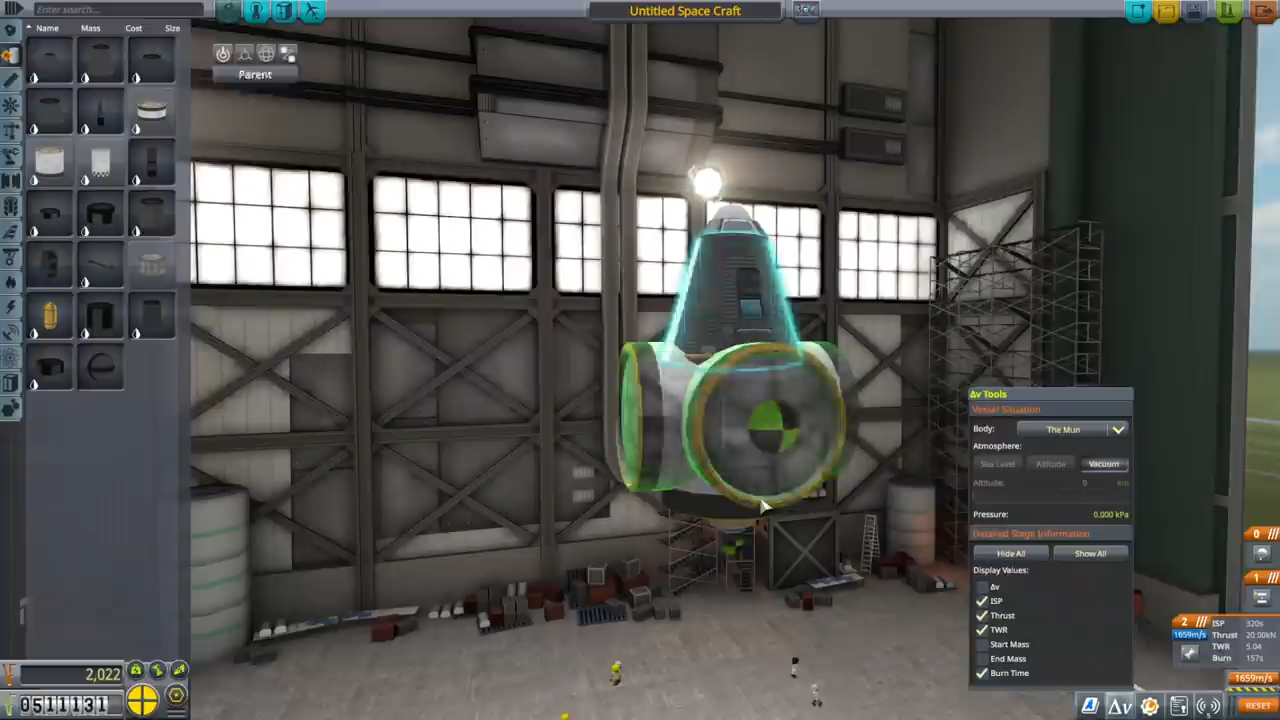 Enter search...
Untitled Space Craft
Name Mass Cost Size
Parent
Δv Tools
Vessel Situation
Body: The Mun
Atmosphere:
Sea Level Altitude Vacuum
Altitude: 0 km
Pressure: 0.000 kPa
Detailed Stage Information
Hide All Show All
Display Values:
Δv
ISP
Thrust
TWR
Start Mass
End Mass
Burn Time
0
1
2 ISP 320s
1659m/s Thrust 20.00kN
TWR 5.04
Burn 157s
1659m/s
2,022
0511131
Δv
RESET